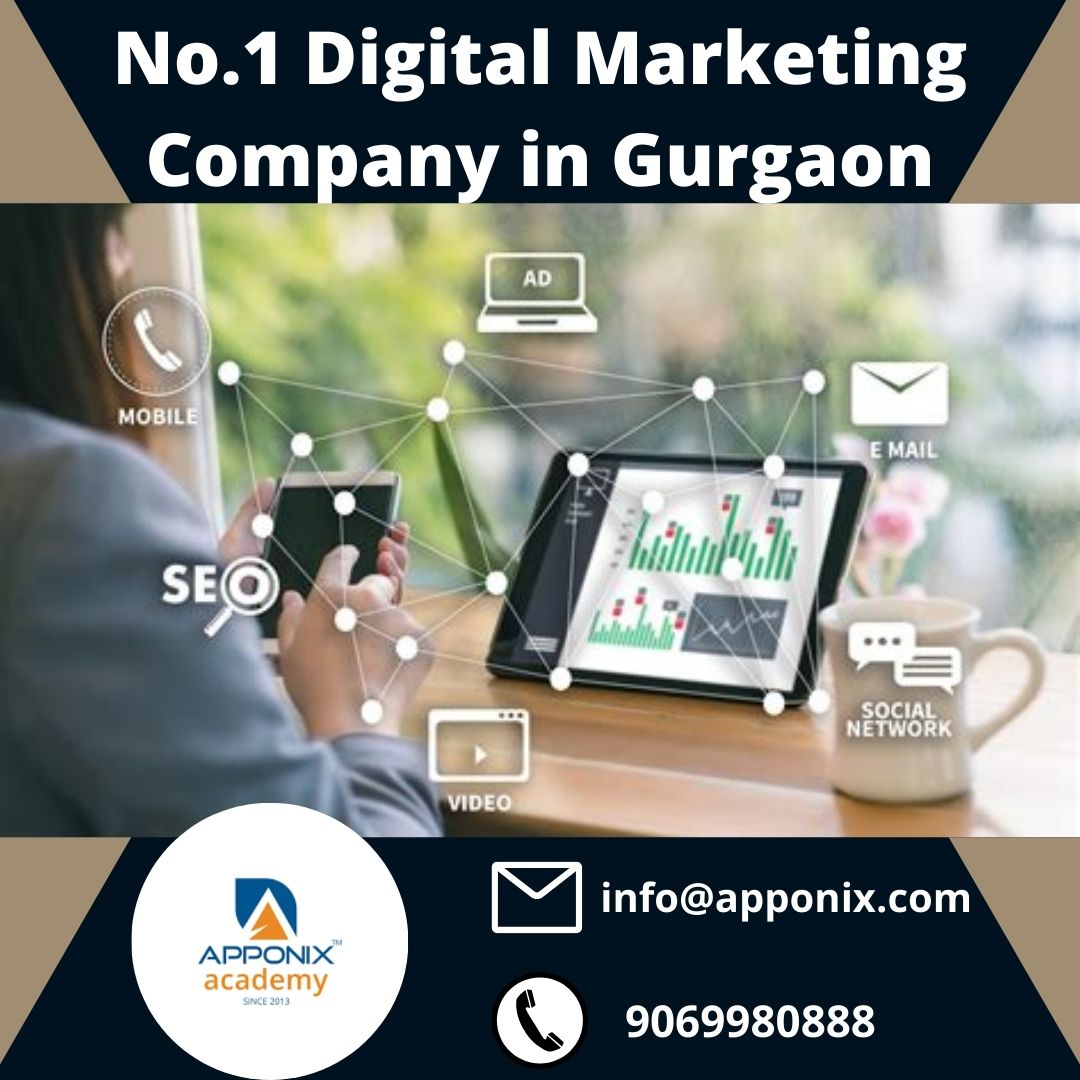 No.1 Digital Marketing
Company in Gurgaon
AD
MOBILE
E MAIL
SEO
SOCIAL
NETWORK
VIDEO
APPONIX™
academy
SINCE 2013
info@apponix.com
9069980888